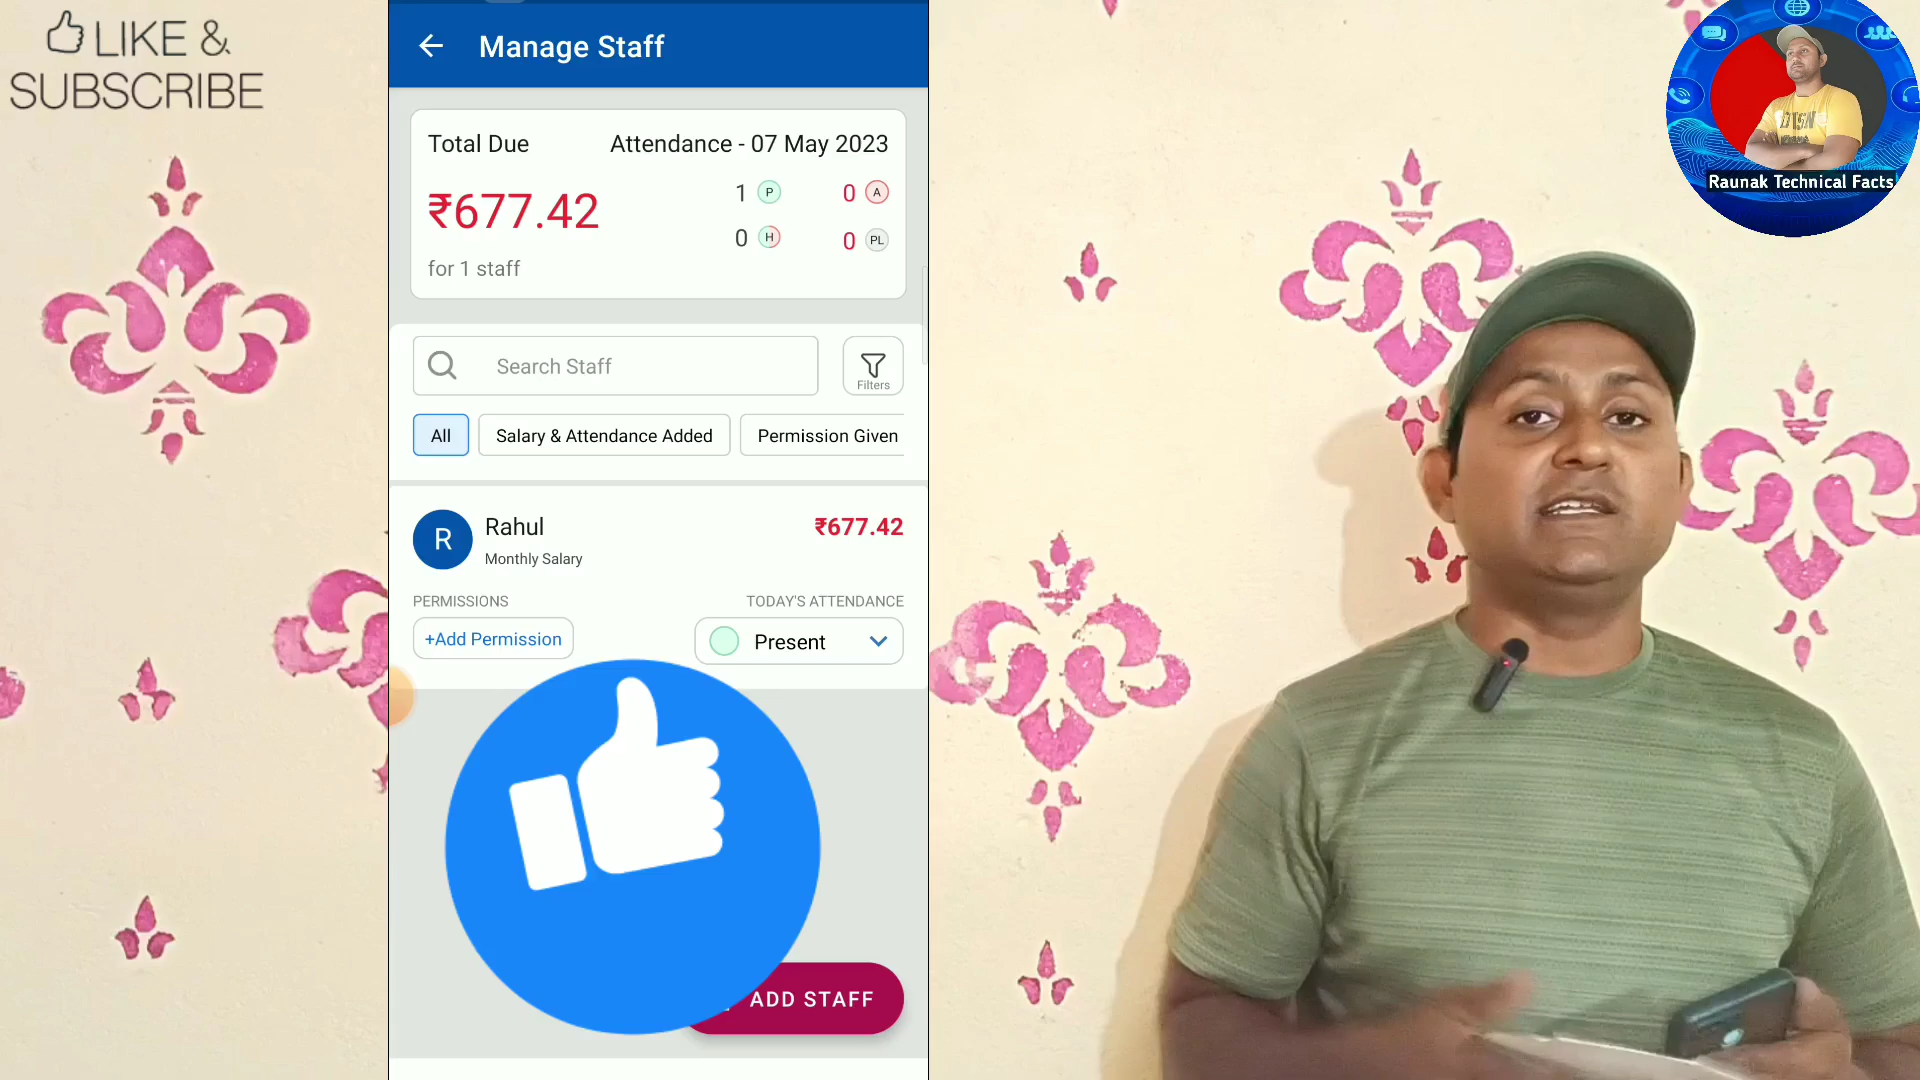 LIKE &
SUBSCRIBE
Manage Staff
Total Due
Attendance - 07 May 2023
₹677.42
1 P
0 A
0 H
0 PL
for 1 staff
Search Staff
Filters
All
Salary & Attendance Added
Permission Given
R
Rahul
₹677.42
Monthly Salary
PERMISSIONS
TODAY'S ATTENDANCE
+Add Permission
Present
ADD STAFF
Raunak Technical Facts